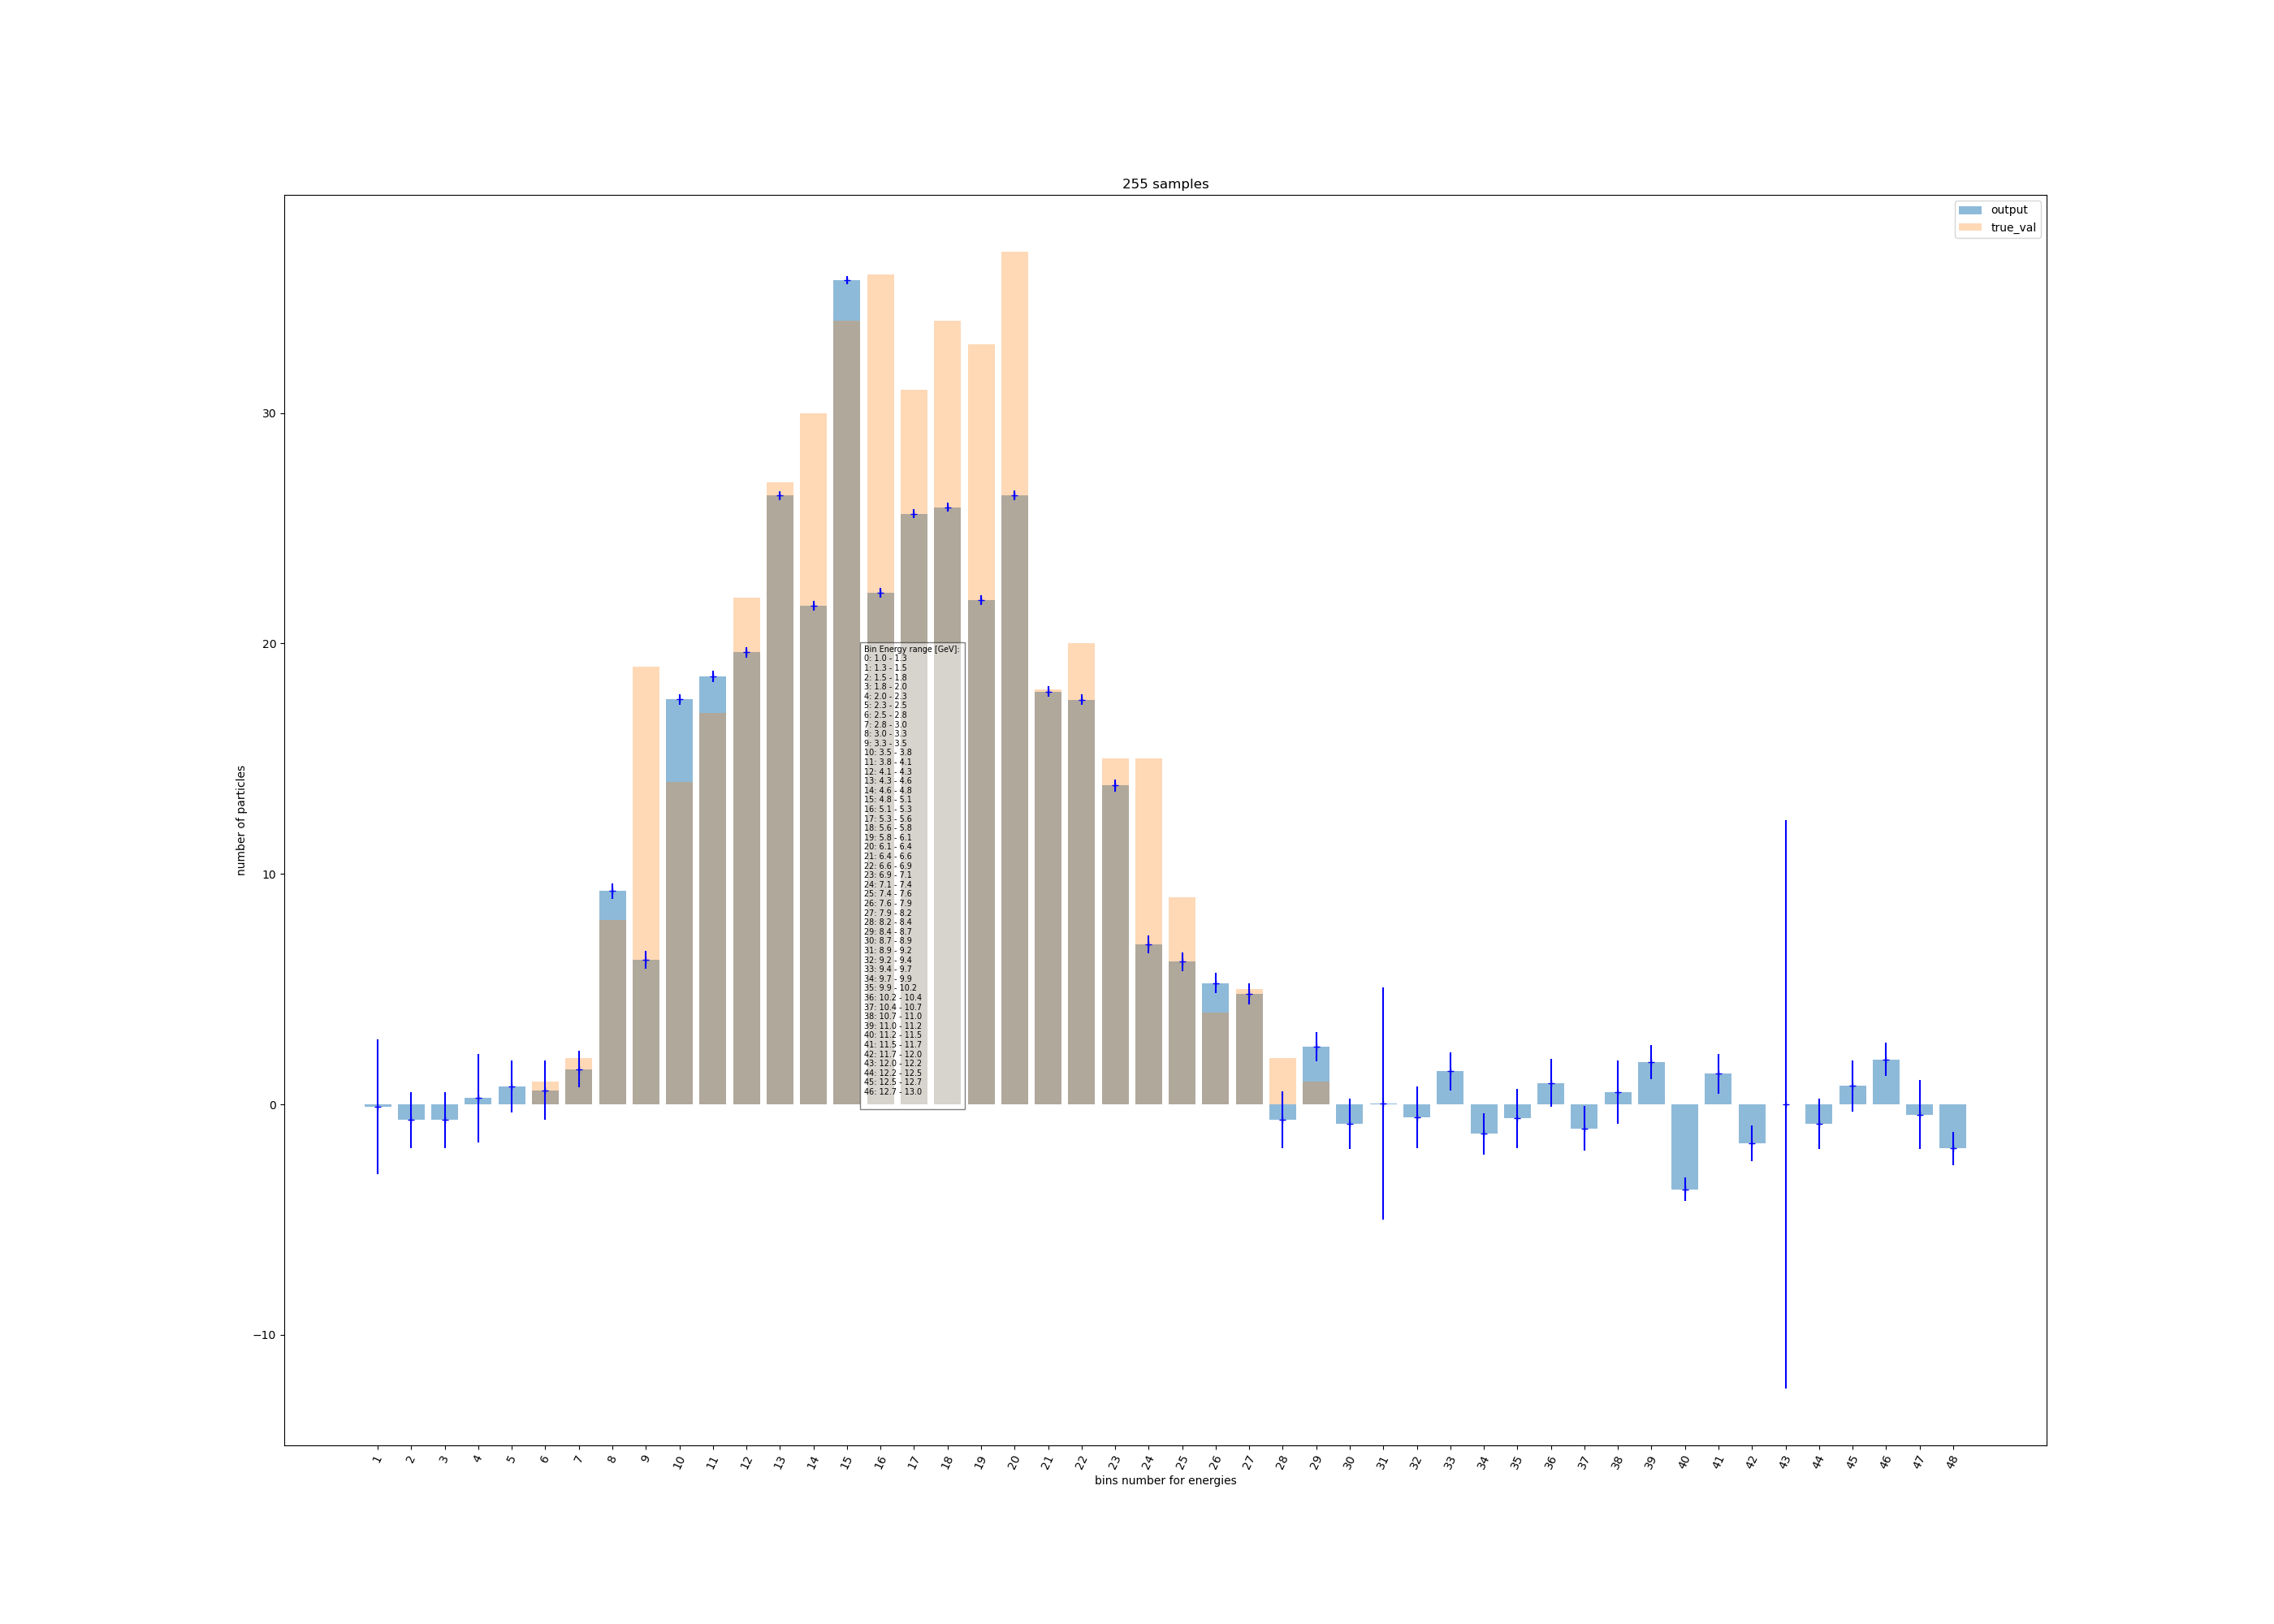 255 samples
output
true_val
30
20
10
0
−10
number of particles
Bin Energy range [GeV]:
0: 1.0 - 1.3
1: 1.3 - 1.5
2: 1.5 - 1.8
3: 1.8 - 2.0
4: 2.0 - 2.3
5: 2.3 - 2.5
6: 2.5 - 2.8
7: 2.8 - 3.0
8: 3.0 - 3.3
9: 3.3 - 3.5
10: 3.5 - 3.8
11: 3.8 - 4.1
12: 4.1 - 4.3
13: 4.3 - 4.6
14: 4.6 - 4.8
15: 4.8 - 5.1
16: 5.1 - 5.3
17: 5.3 - 5.6
18: 5.6 - 5.8
19: 5.8 - 6.1
20: 6.1 - 6.4
21: 6.4 - 6.6
22: 6.6 - 6.9
23: 6.9 - 7.1
24: 7.1 - 7.4
25: 7.4 - 7.6
26: 7.6 - 7.9
27: 7.9 - 8.2
28: 8.2 - 8.4
29: 8.4 - 8.7
30: 8.7 - 8.9
31: 8.9 - 9.2
32: 9.2 - 9.4
33: 9.4 - 9.7
34: 9.7 - 9.9
35: 9.9 - 10.2
36: 10.2 - 10.4
37: 10.4 - 10.7
38: 10.7 - 11.0
39: 11.0 - 11.2
40: 11.2 - 11.5
41: 11.5 - 11.7
42: 11.7 - 12.0
43: 12.0 - 12.2
44: 12.2 - 12.5
45: 12.5 - 12.7
46: 12.7 - 13.0
1 2 3 4 5 6 7 8 9 10 11 12 13 14 15 16 17 18 19 20 21 22 23 24 25 26 27 28 29 30 31 32 33 34 35 36 37 38 39 40 41 42 43 44 45 46 47 48
bins number for energies